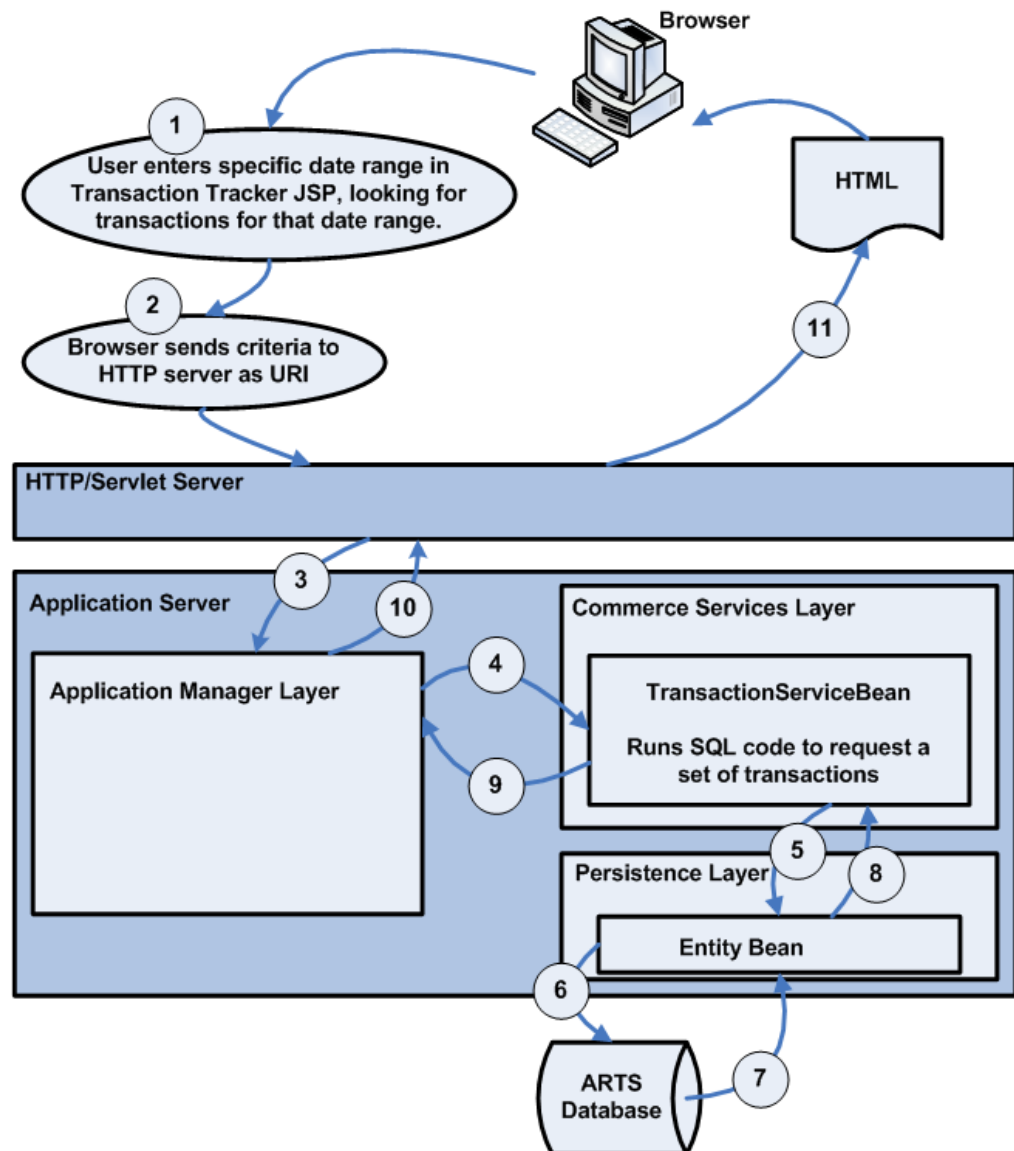 Browser
1
User enters specific date range in
Transaction Tracker JSP, looking for
transactions for that date range.
HTML
2
Browser sends criteria to
HTTP server as URI
11
HTTP/Servlet Server
3
10
Application Server
Commerce Services Layer
Application Manager Layer
4
TransactionServiceBean
Runs SQL code to request a
set of transactions
9
5
8
Persistence Layer
Entity Bean
6
7
ARTS
Database